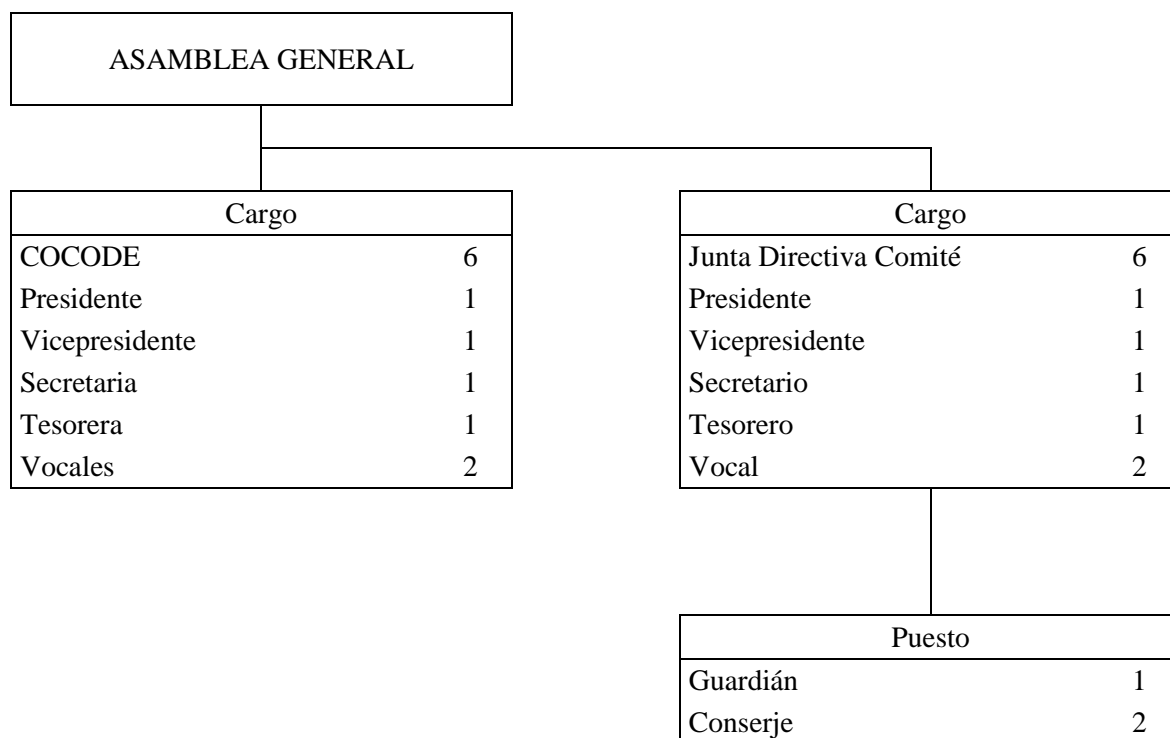 ASAMBLEA GENERAL
Cargo
COCODE 6
Presidente 1
Vicepresidente 1
Secretaria 1
Tesorera 1
Vocales 2
Cargo
Junta Directiva Comité 6
Presidente 1
Vicepresidente 1
Secretario 1
Tesorero 1
Vocal 2
Puesto
Guardián 1
Conserje 2